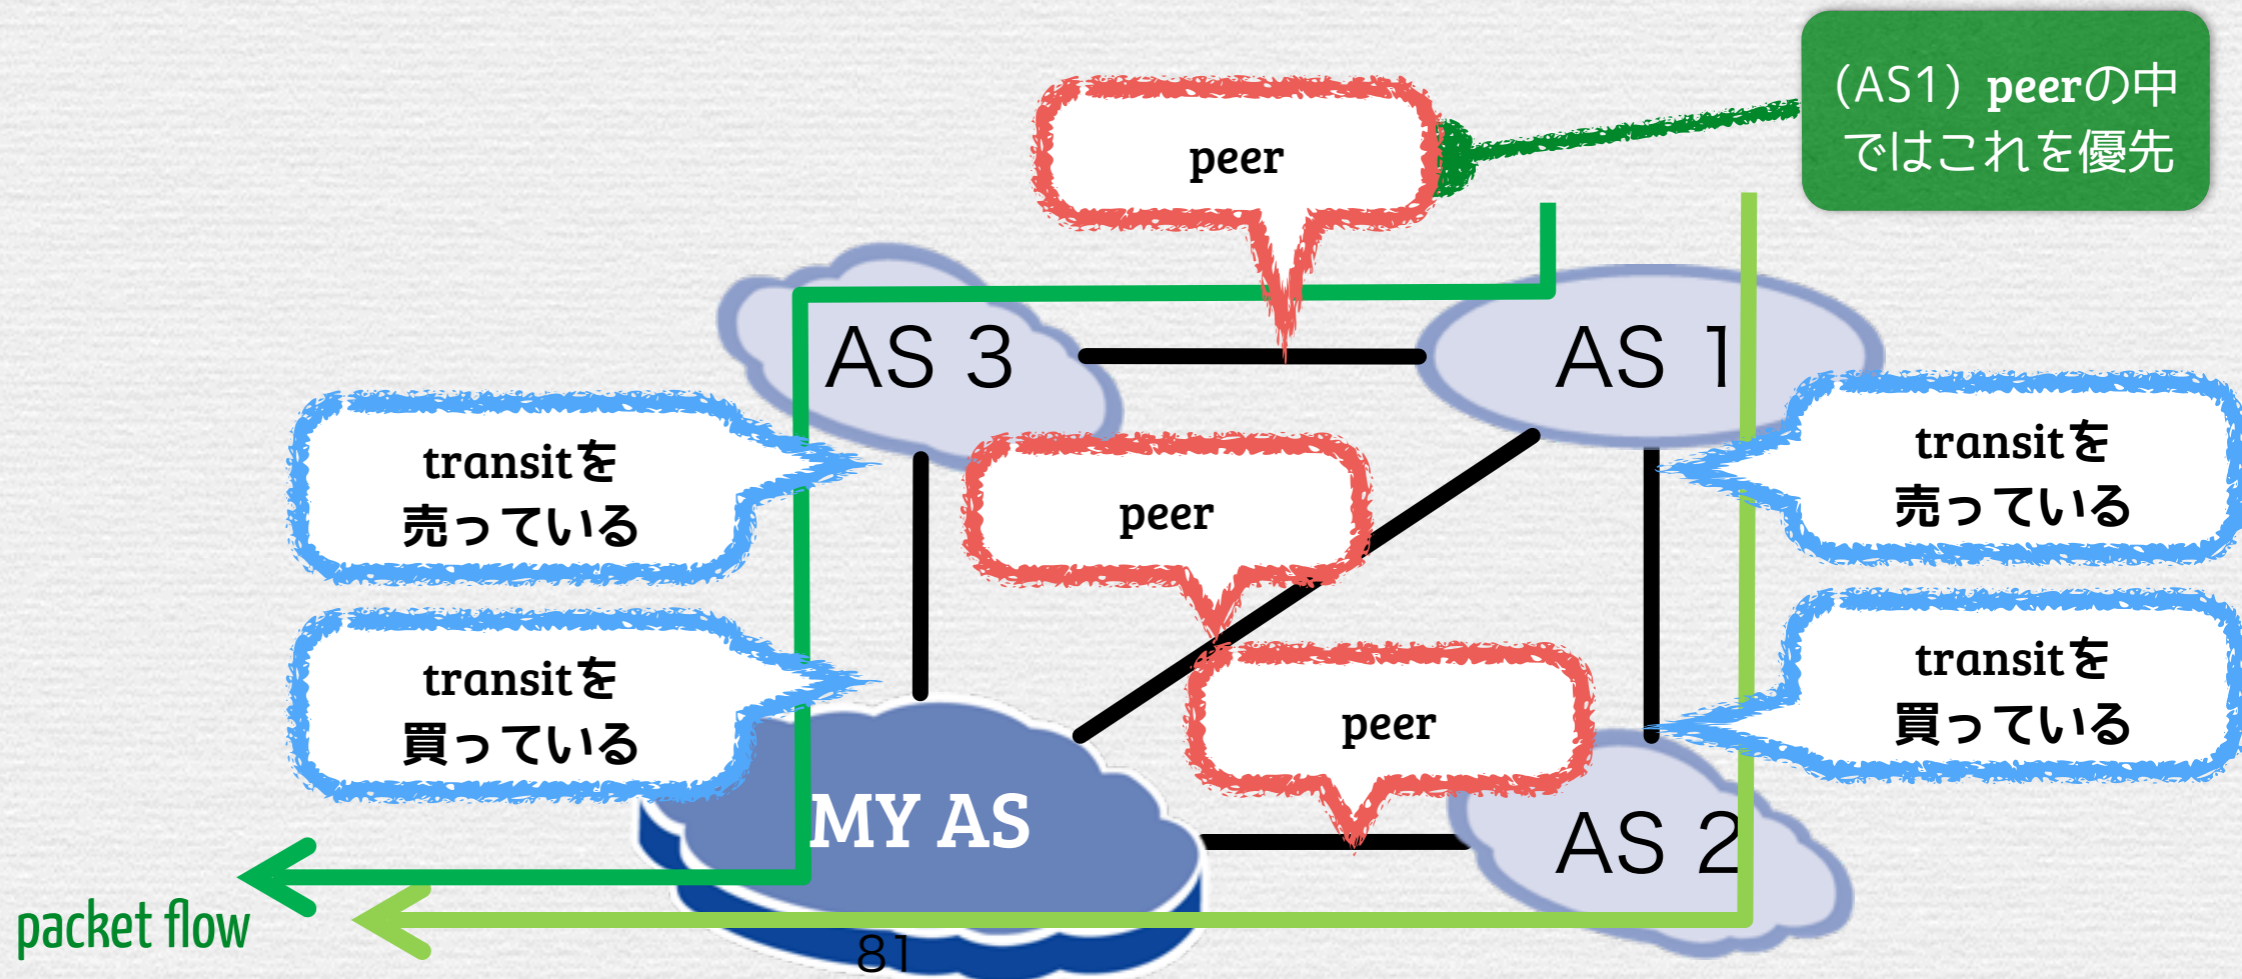 (AS1) peerの中
ではこれを優先
peer
AS 3
AS 1
transitを
売っている
peer
transitを
売っている
transitを
買っている
peer
transitを
買っている
MY AS
AS 2
packet flow
81